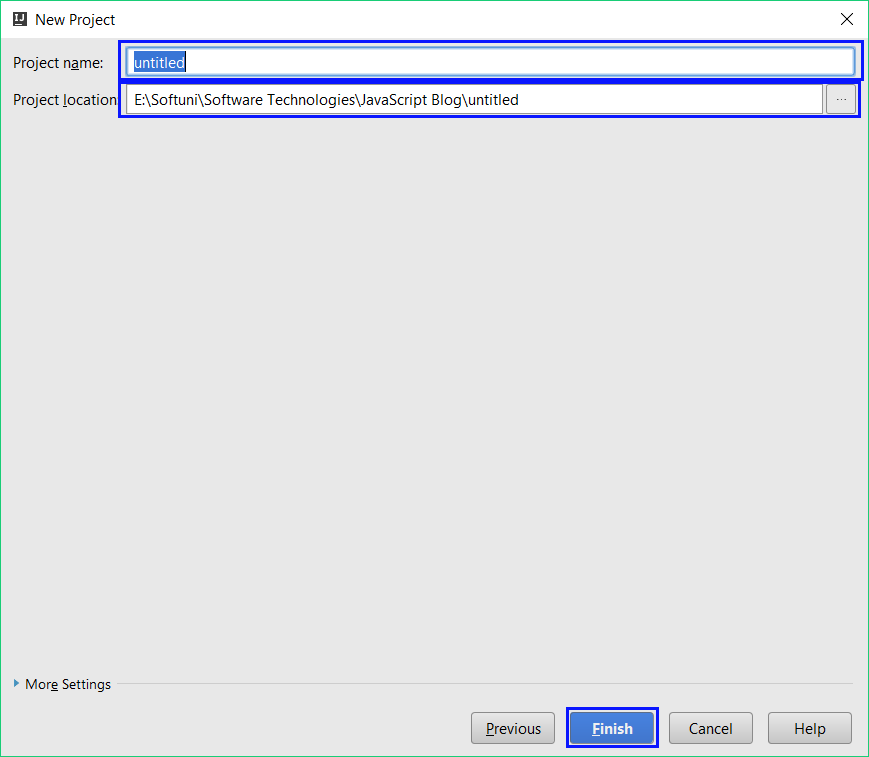 New Project
Project name: untitled
Project location E:\Softuni\Software Technologies\JavaScript Blog\untitled ...
More Settings
Previous Finish Cancel Help